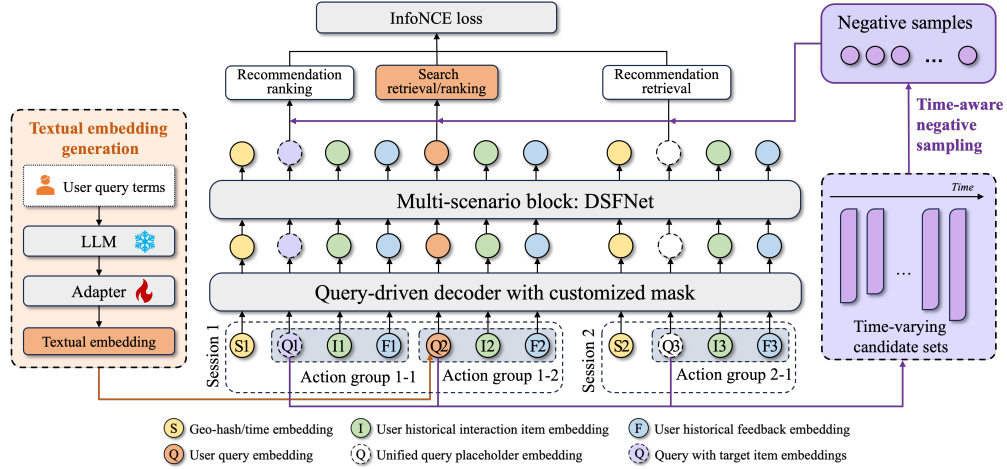 InfoNCE loss
Negative samples
...
Recommendation
ranking
Search
retrieval/ranking
Recommendation
retrieval
Time-aware
negative
sampling
Textual embedding
generation
User query terms
LLM
Adapter
Textual embedding
Multi-scenario block: DSFNet
Query-driven decoder with customized mask
Time
...
Time-varying
candidate sets
Session 1
S1
Q1
I1
F1
Q2
I2
F2
Action group 1-1
Action group 1-2
Session 2
S2
Q3
I3
F3
Action group 2-1
S Geo-hash/time embedding
I User historical interaction item embedding
F User historical feedback embedding
Q User query embedding
Q Unified query placeholder embedding
Q Query with target item embeddings